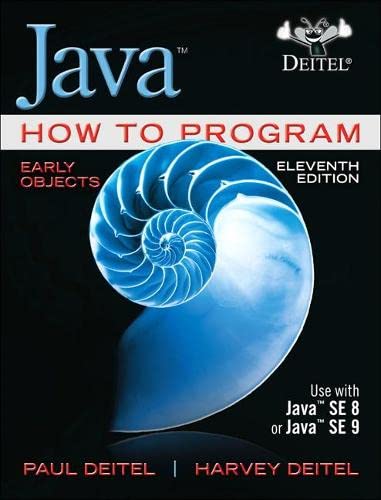 Java™
DEITEL®
HOW TO PROGRAM
EARLY
OBJECTS
ELEVENTH
EDITION
Use with
Java™ SE 8
or Java™ SE 9
PAUL DEITEL | HARVEY DEITEL